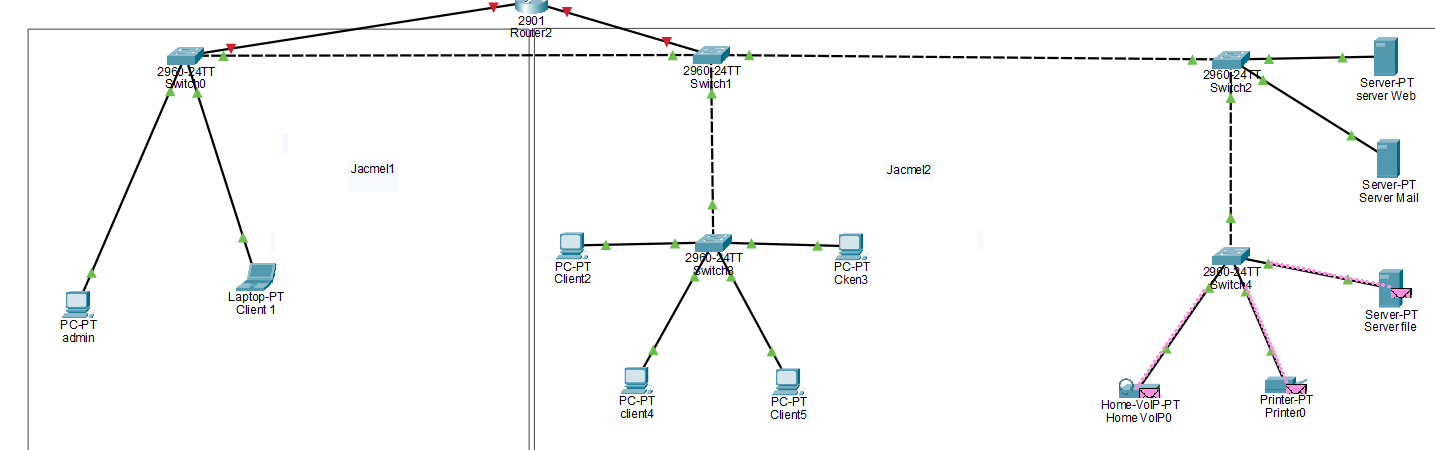 2901
Router2
2960-24TT
Switch0
2960-24TT
Switch1
2960-24TT
Switch2
Server-PT
server Web
Jacmel1
Jacmel2
Server-PT
Server Mail
PC-PT
Client2
2960-24TT
Switch3
PC-PT
Cken3
2960-24TT
Switch4
Laptop-PT
Client 1
PC-PT
admin
Server-PT
Server file
PC-PT
client4
PC-PT
Client5
Home-VoIP-PT
Home VoIP0
Printer-PT
Printer0